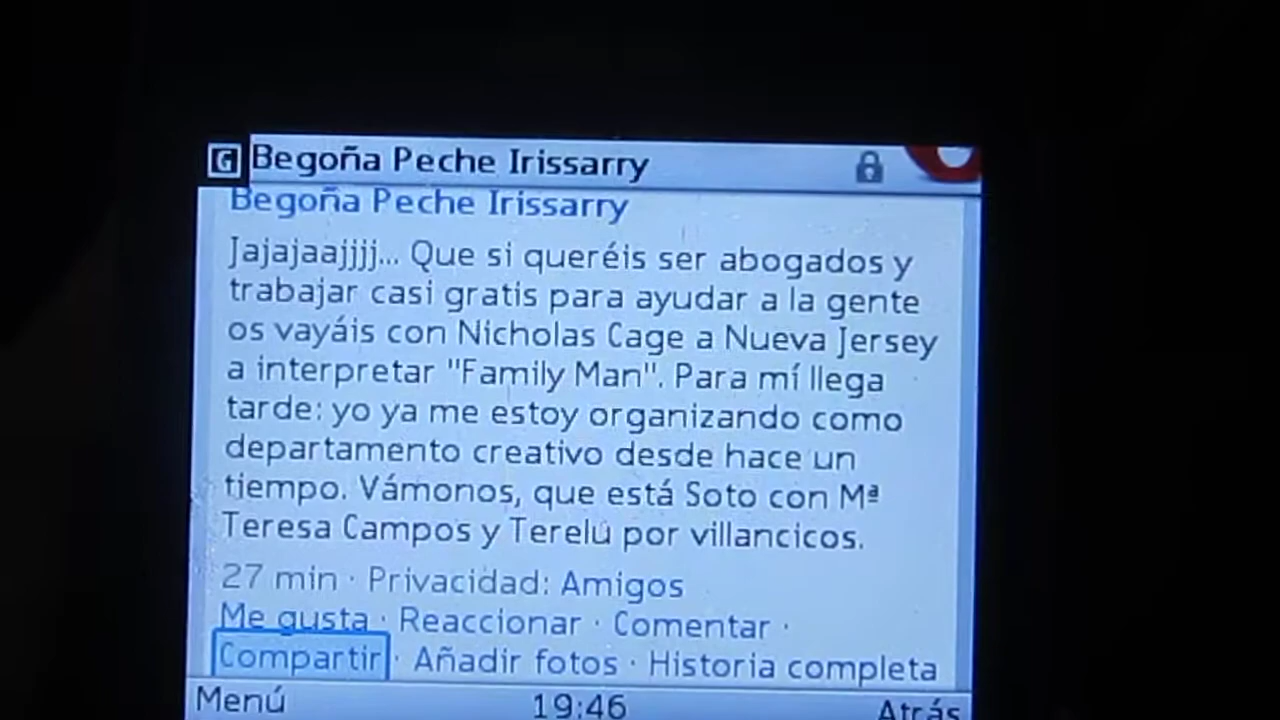 G Begoña Peche Irissarry
Begoña Peche Irissarry
Jajajaajjjj... Que si queréis ser abogados y
trabajar casi gratis para ayudar a la gente
os vayáis con Nicholas Cage a Nueva Jersey
a interpretar "Family Man". Para mí llega
tarde: yo ya me estoy organizando como
departamento creativo desde hace un
tiempo. Vámonos, que está Soto con Mª
Teresa Campos y Terelu por villancicos.
27 min · Privacidad: Amigos
Me gusta · Reaccionar · Comentar ·
Compartir · Añadir fotos · Historia completa
Menú 19:46 Atrás